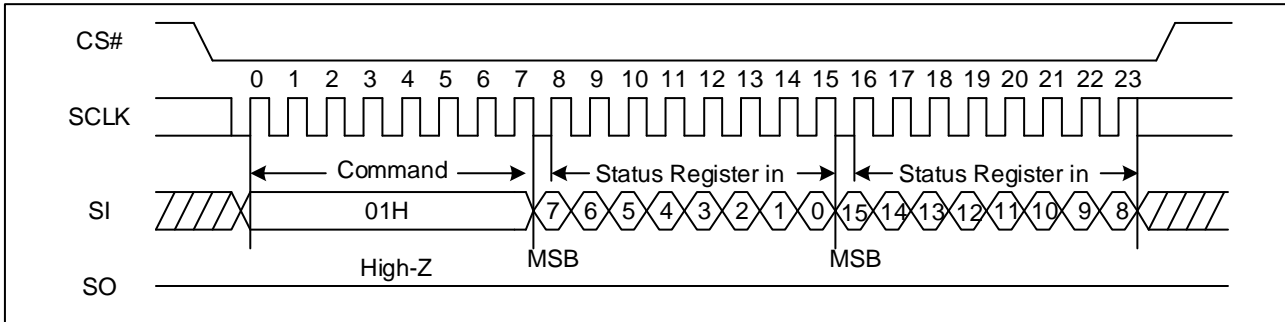 CS#
0 1 2 3 4 5 6 7 8 9 10 11 12 13 14 15 16 17 18 19 20 21 22 23
SCLK
Command Status Register in Status Register in
SI 01H 7 6 5 4 3 2 1 0 15 14 13 12 11 10 9 8
High-Z MSB MSB
SO